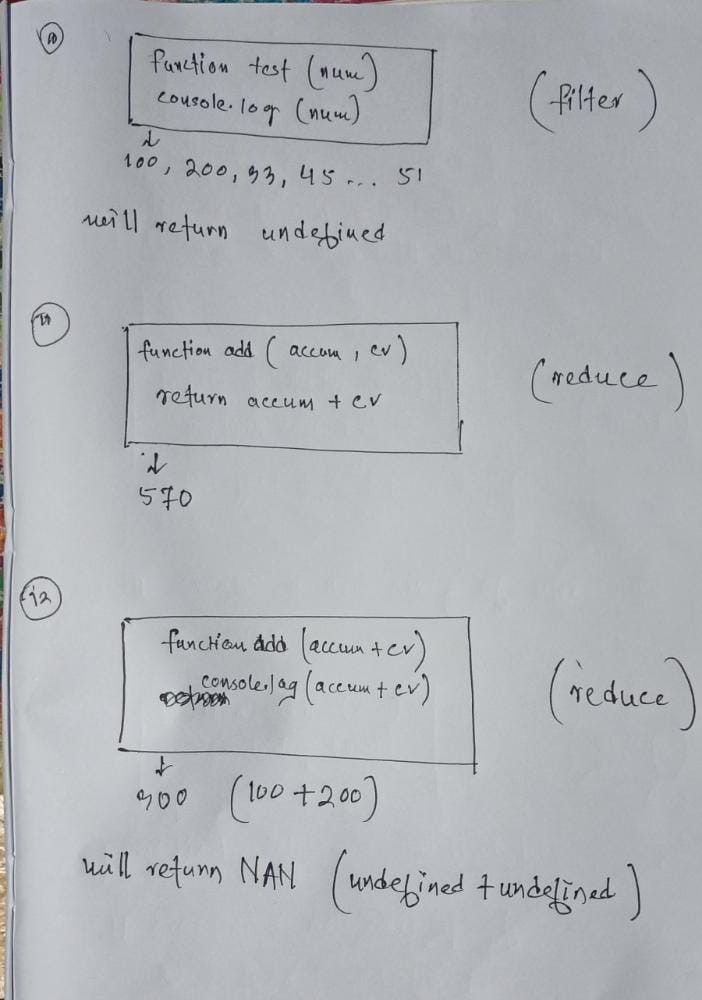 10
function test (num)
console.log (num)
(filter)
100, 200, 33, 45 ... 51
will return undefined
11
function add ( accum , cv )
return accum + cv
(reduce)
570
12
function add (accum + cv)
console.log (accum + cv)
(reduce)
300 (100 + 200)
will return NAN (undefined + undefined)